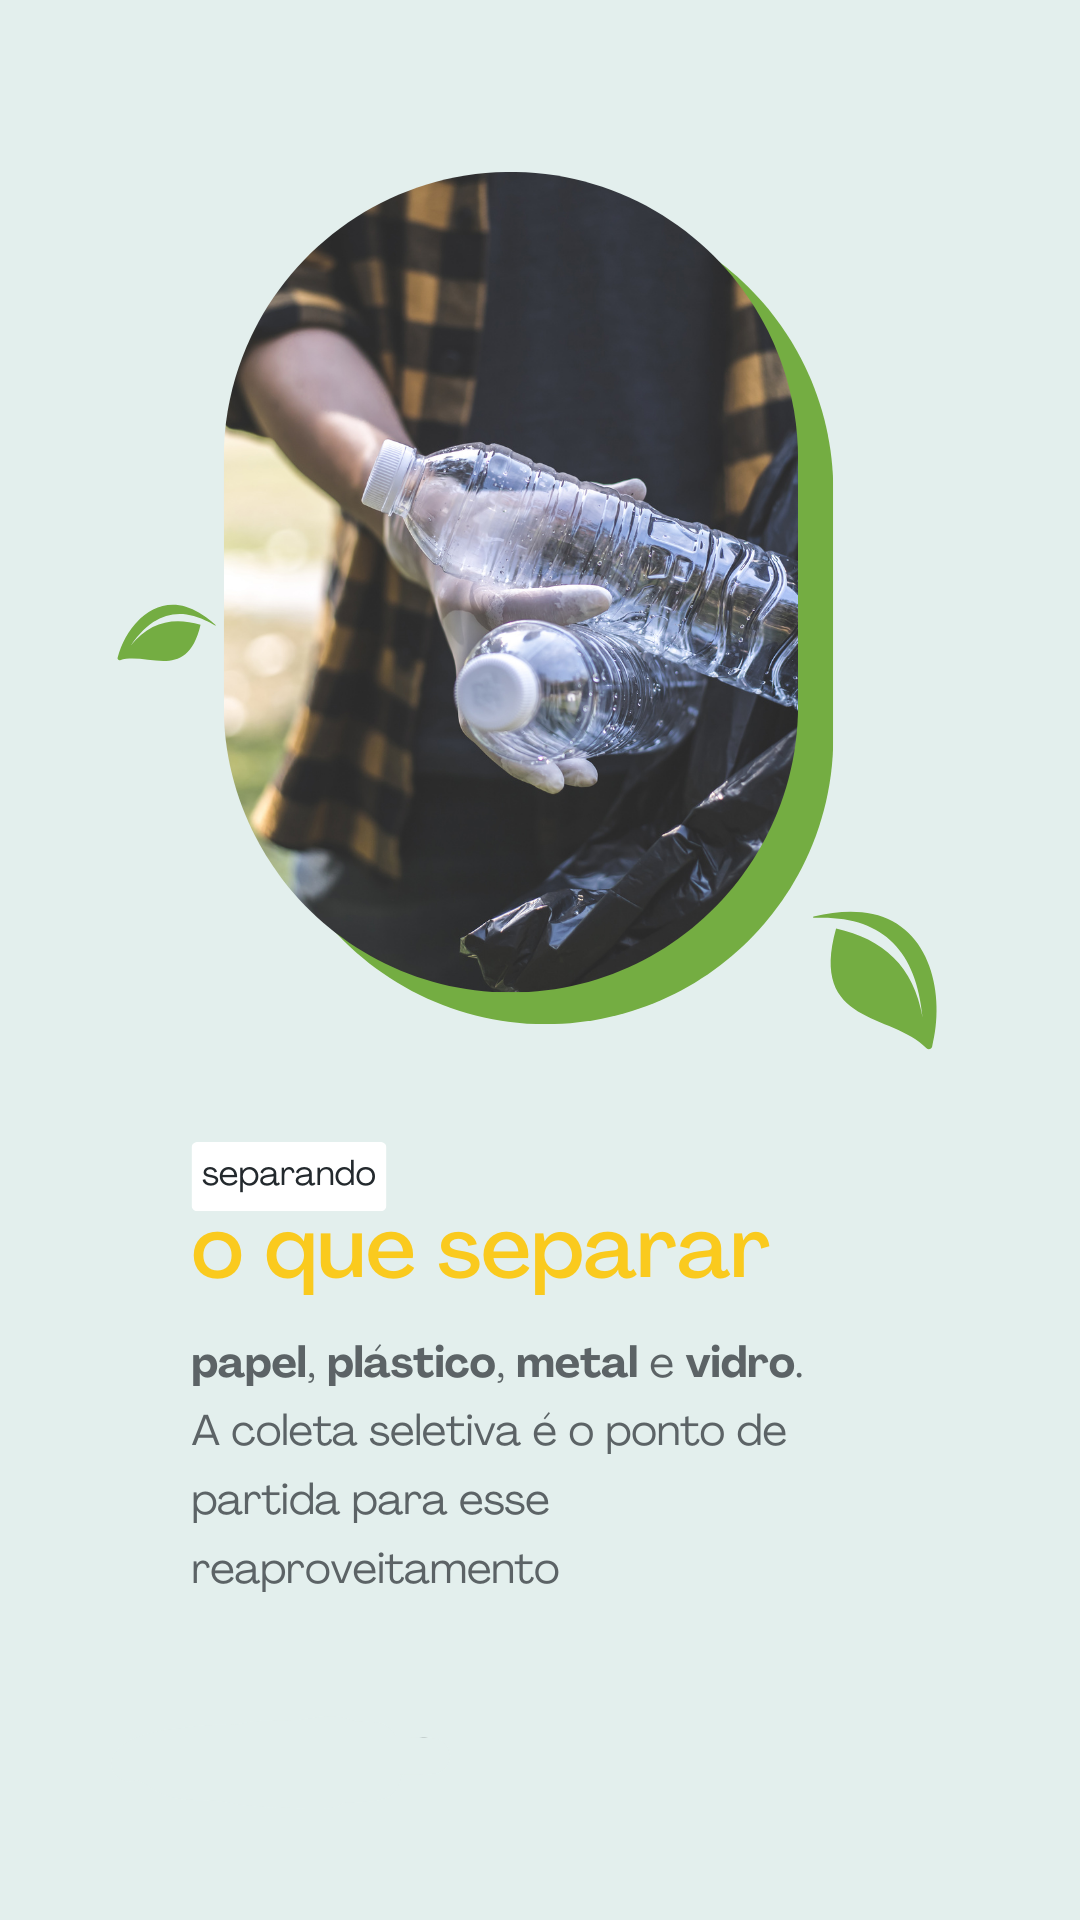 separando
o que separar
papel, plástico, metal e vidro.
A coleta seletiva é o ponto de
partida para esse
reaproveitamento